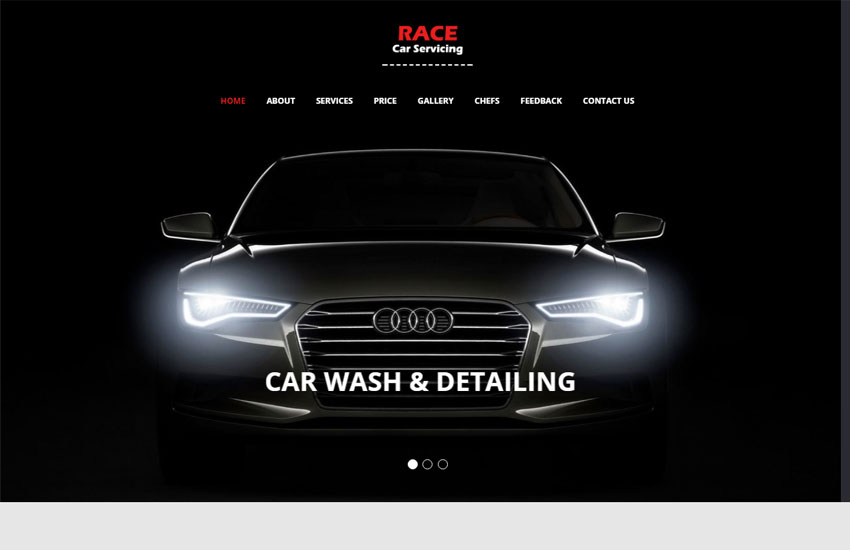 RACE
Car Servicing
HOME ABOUT SERVICES PRICE GALLERY CHEFS FEEDBACK CONTACT US
CAR WASH & DETAILING